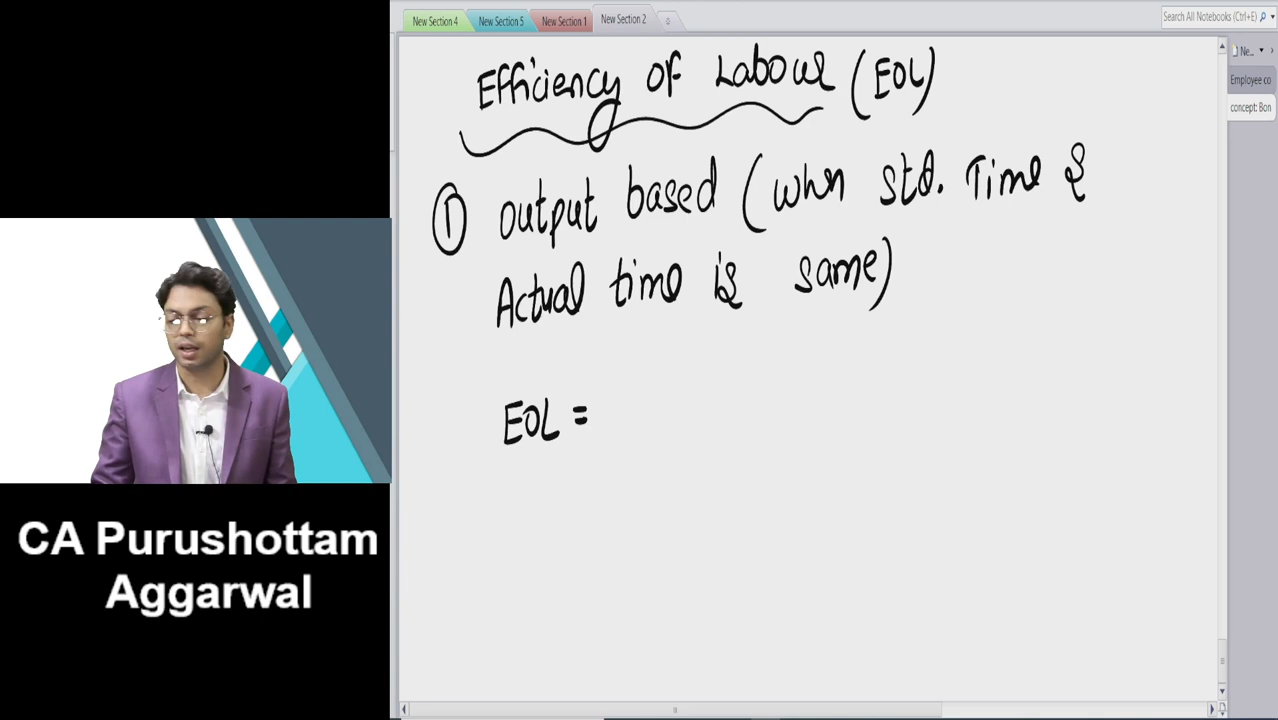 New Section 4
New Section 5
New Section 1
New Section 2
Search All Notebooks (Ctrl+E)
Ne...
Employee co
concept: Bon
Efficiency of Labour (EOL)
① output based (when std. Time &
Actual time is same)
EOL =
CA Purushottam
Aggarwal